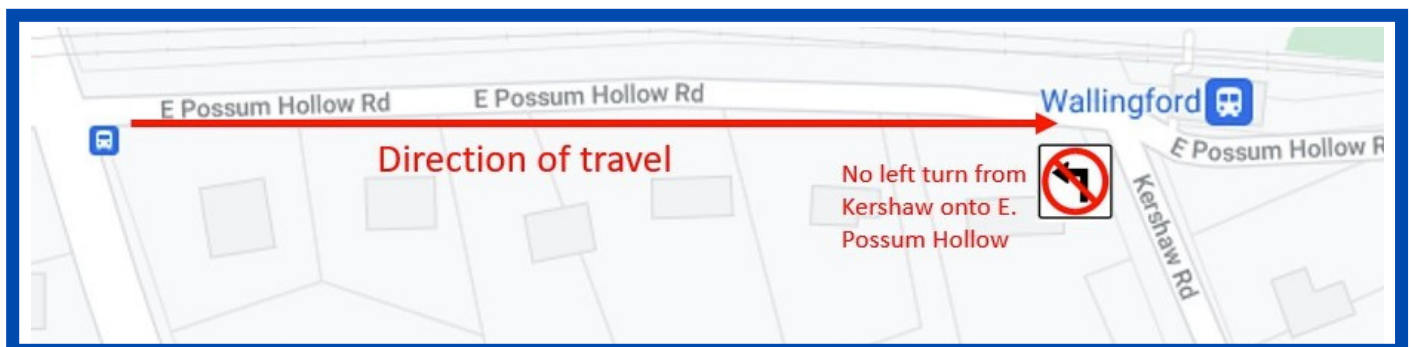 E Possum Hollow Rd
E Possum Hollow Rd
Wallingford
Direction of travel
E Possum Hollow R
No left turn from
Kershaw onto E.
Possum Hollow
Kershaw Rd